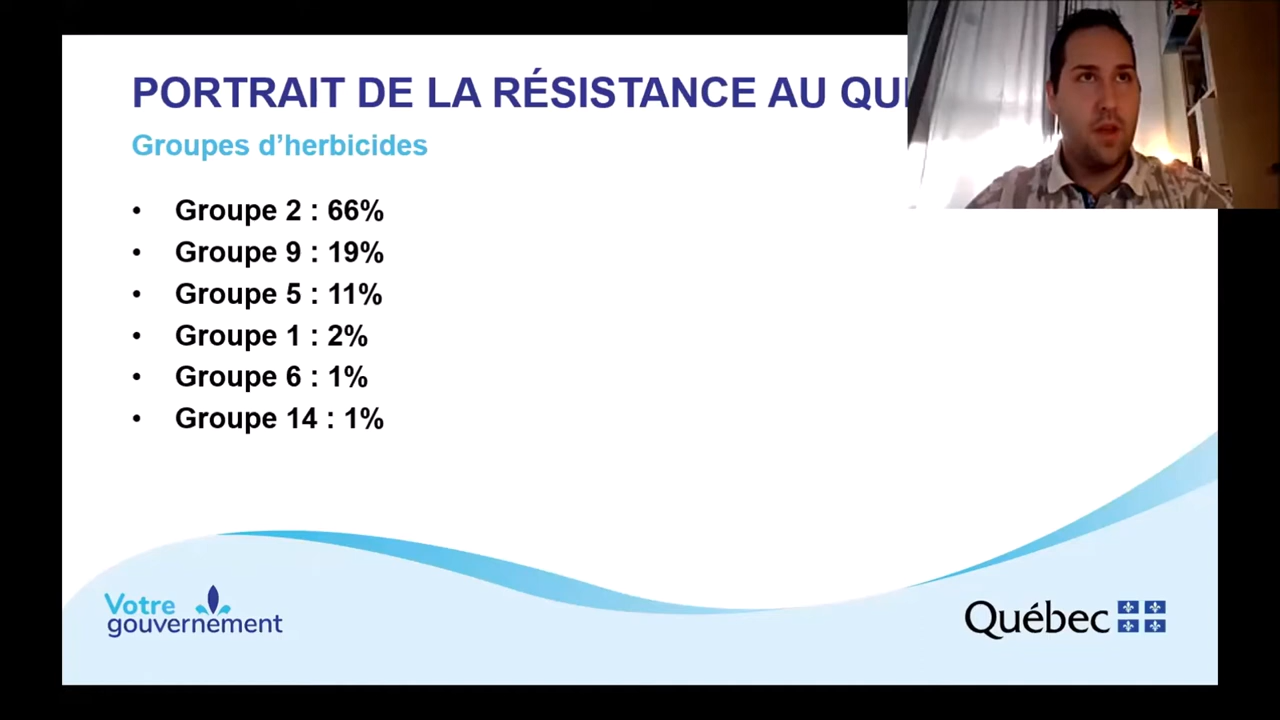 PORTRAIT DE LA RÉSISTANCE AU
Groupes d'herbicides
• Groupe 2 : 66%
• Groupe 9 : 19%
• Groupe 5 : 11%
• Groupe 1 : 2%
• Groupe 6 : 1%
• Groupe 14 : 1%
Votre
gouvernement
Québec